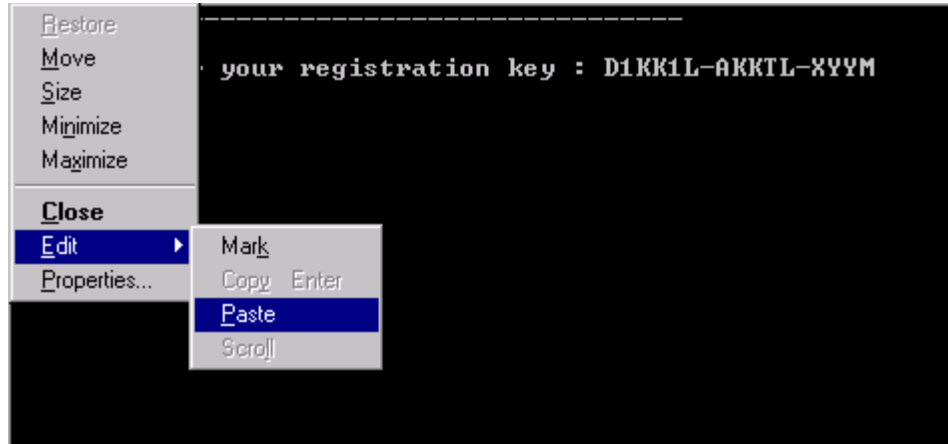 Restore
Move
Size
Minimize
Maximize
Close
Edit
Properties...
your registration key : D1KK1L-AKKTL-XYYM
Mark
Copy Enter
Paste
Scroll